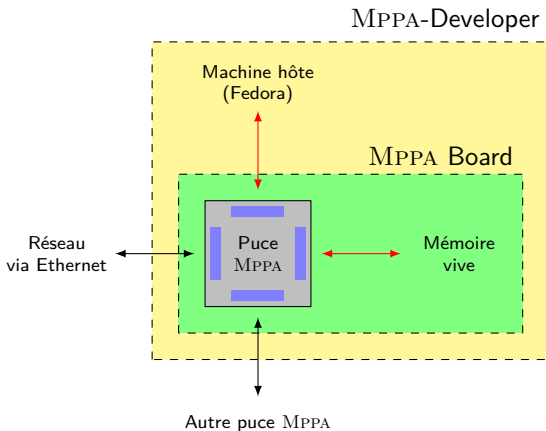 MPPA-Developer
Machine hôte
(Fedora)
MPPA Board
Réseau
via Ethernet
Puce
MPPA
Mémoire
vive
Autre puce MPPA